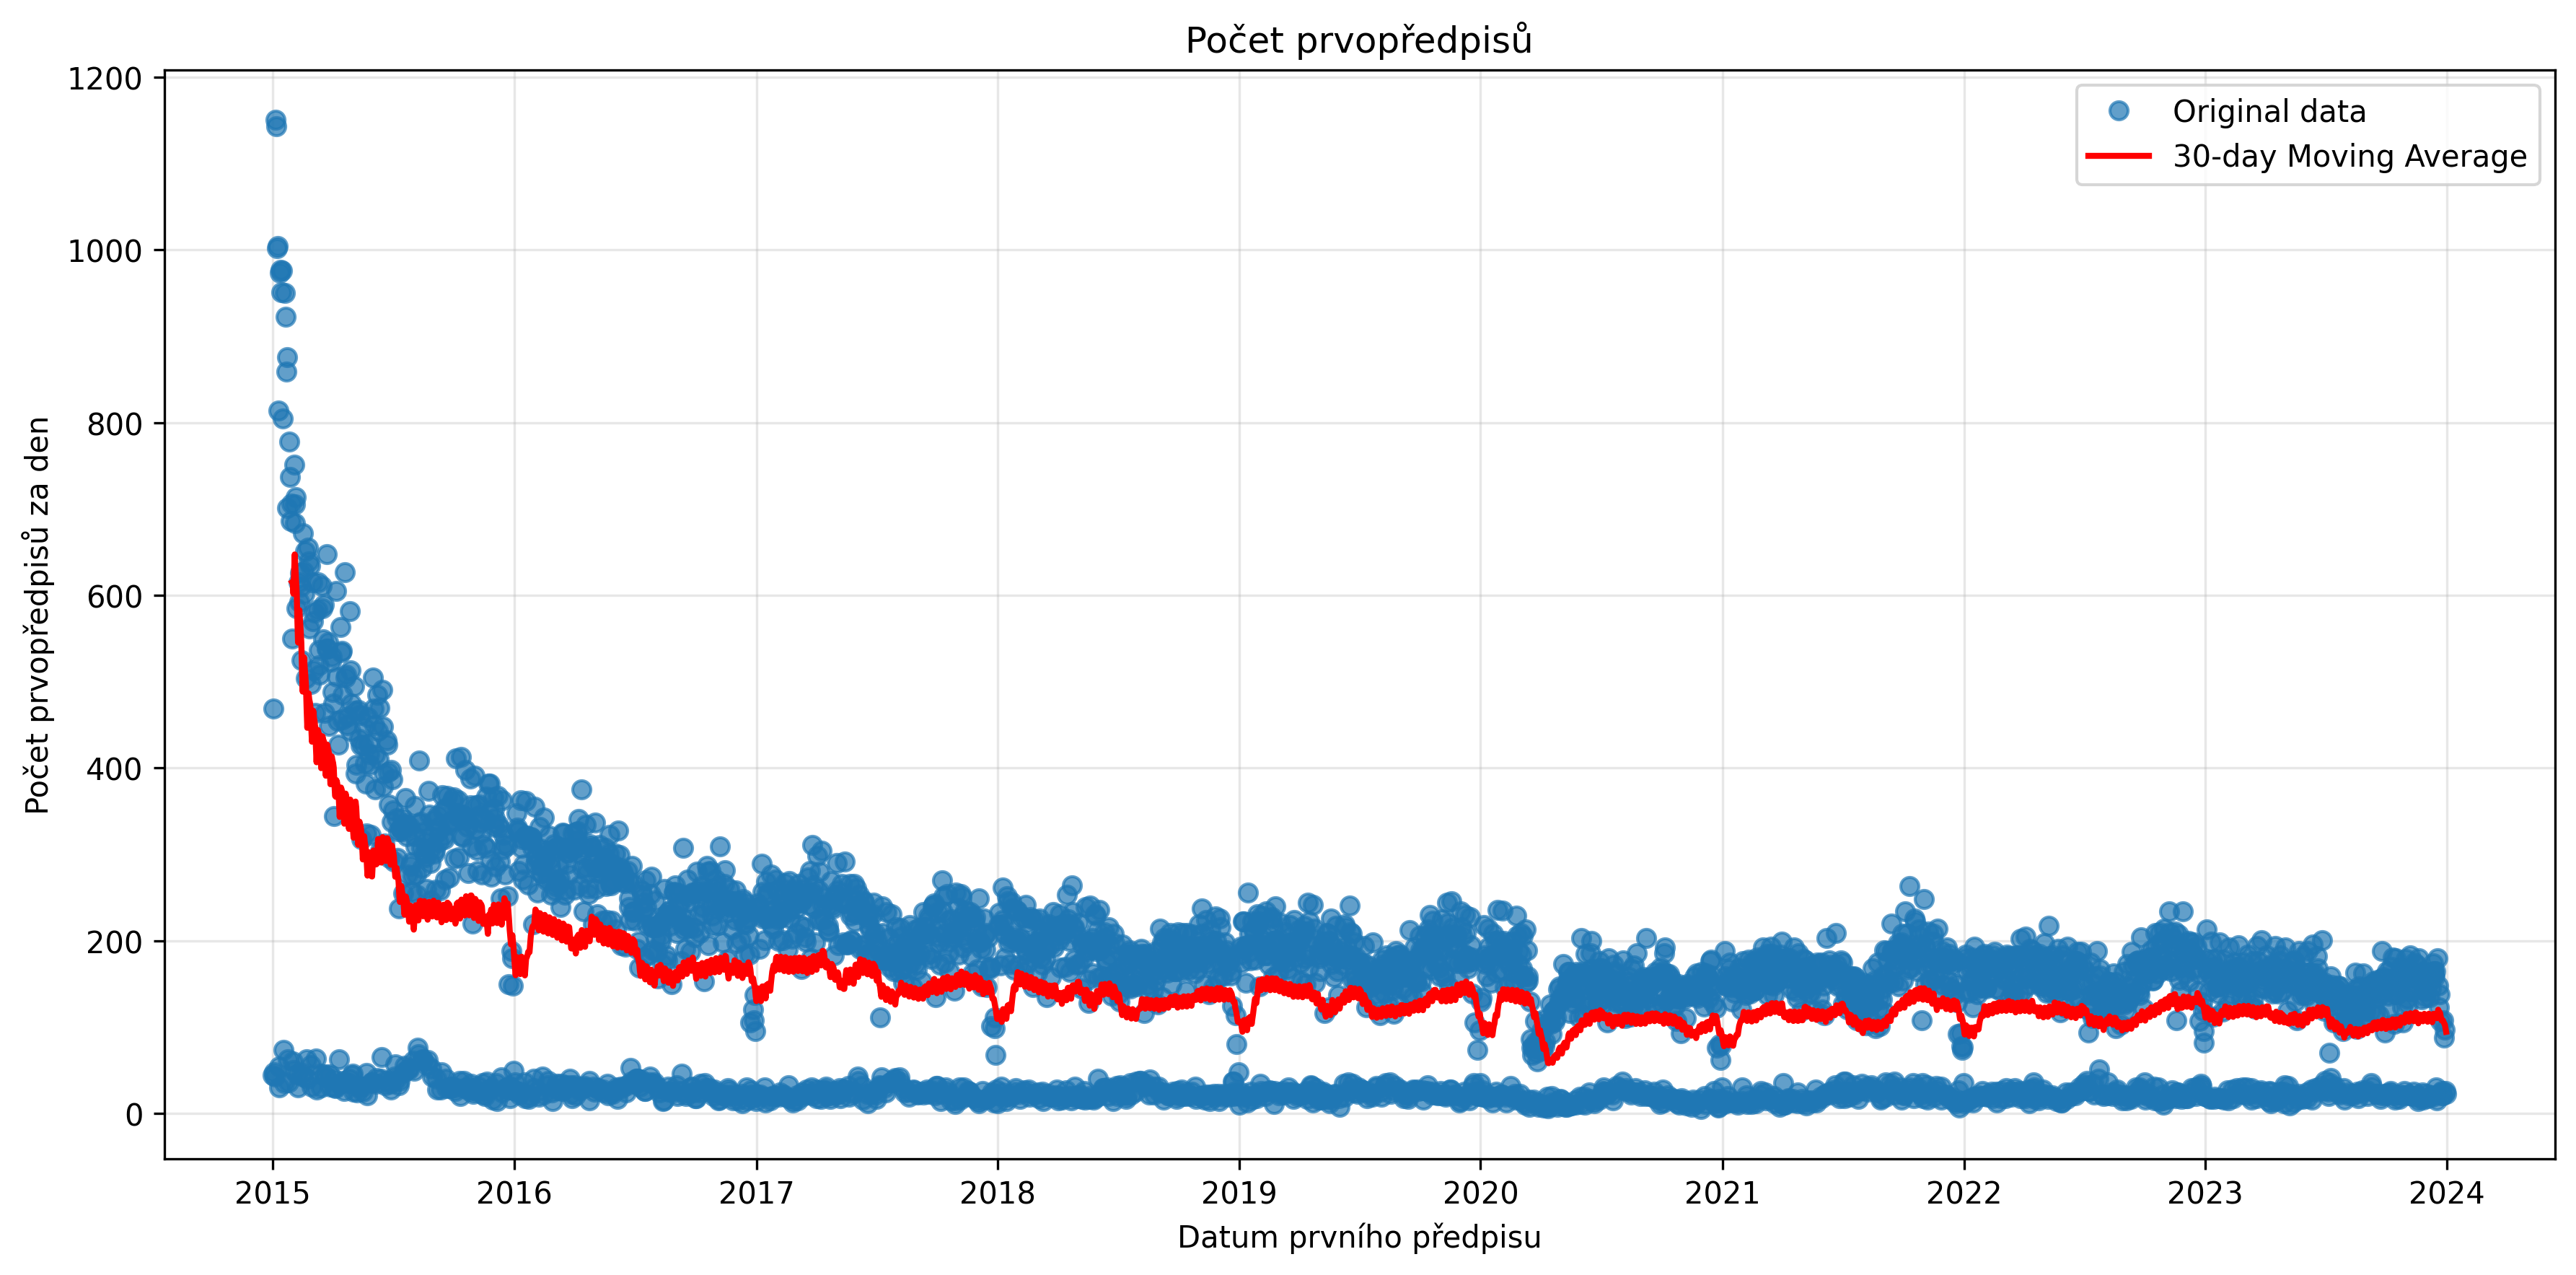 Počet prvopředpisů
Original data
30-day Moving Average
Počet prvopředpisů za den
1200
1000
800
600
400
200
0
2015 2016 2017 2018 2019 2020 2021 2022 2023 2024
Datum prvního předpisu